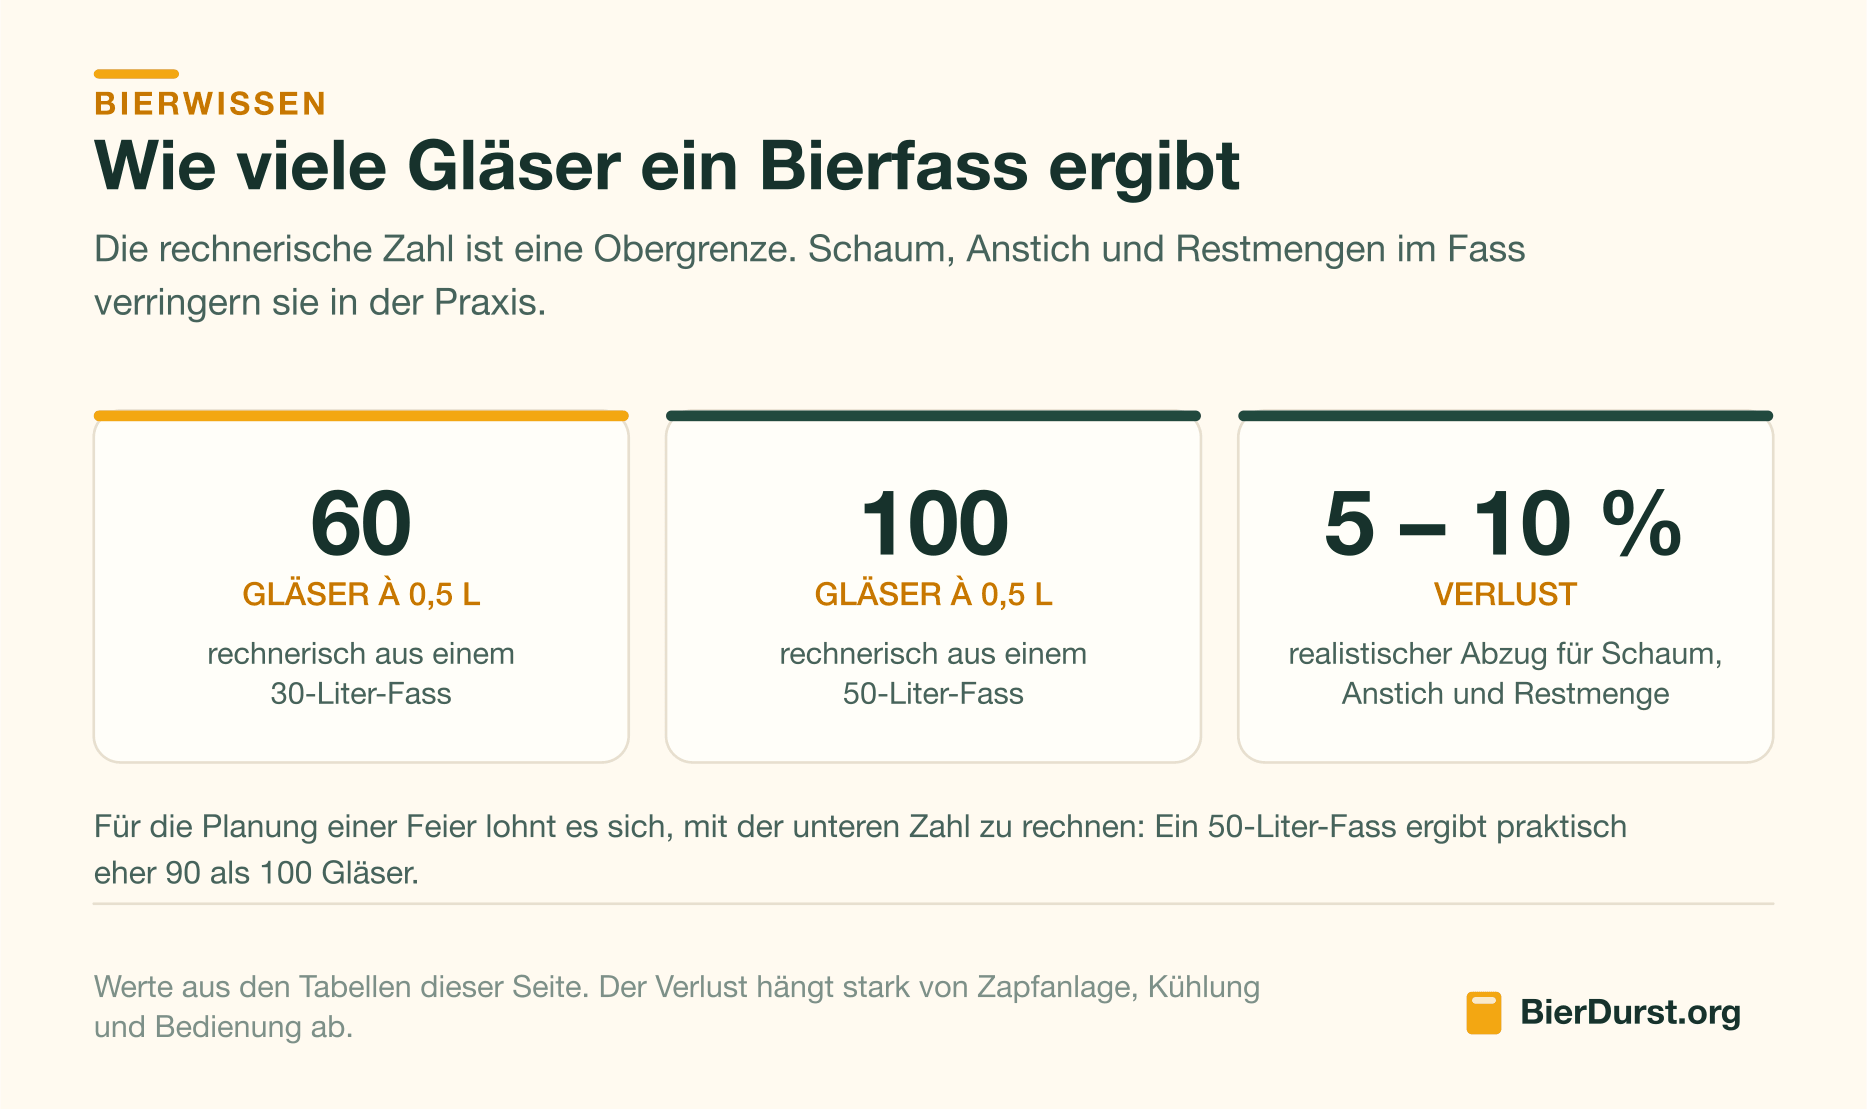 BIERWISSEN
Wie viele Gläser ein Bierfass ergibt
Die rechnerische Zahl ist eine Obergrenze. Schaum, Anstich und Restmengen im Fass
verringern sie in der Praxis.
60
GLÄSER À 0,5 L
rechnerisch aus einem
30-Liter-Fass
100
GLÄSER À 0,5 L
rechnerisch aus einem
50-Liter-Fass
5 – 10 %
VERLUST
realistischer Abzug für Schaum,
Anstich und Restmenge
Für die Planung einer Feier lohnt es sich, mit der unteren Zahl zu rechnen: Ein 50-Liter-Fass ergibt praktisch
eher 90 als 100 Gläser.
Werte aus den Tabellen dieser Seite. Der Verlust hängt stark von Zapfanlage, Kühlung
und Bedienung ab.
BierDurst.org